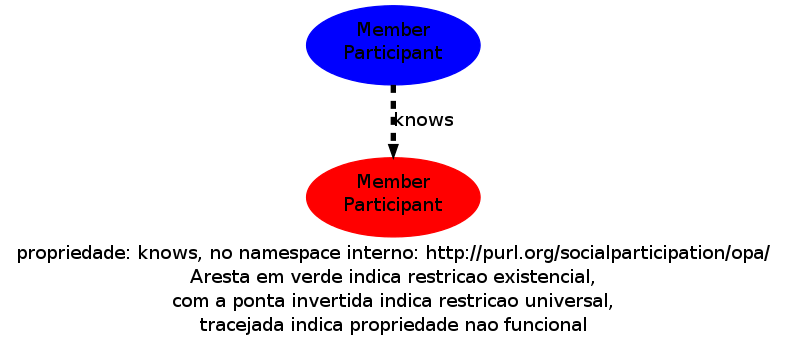 Member
Participant
knows
Member
Participant
propriedade: knows, no namespace interno: http://purl.org/socialparticipation/opa/
Aresta em verde indica restricao existencial,
com a ponta invertida indica restricao universal,
tracejada indica propriedade nao funcional